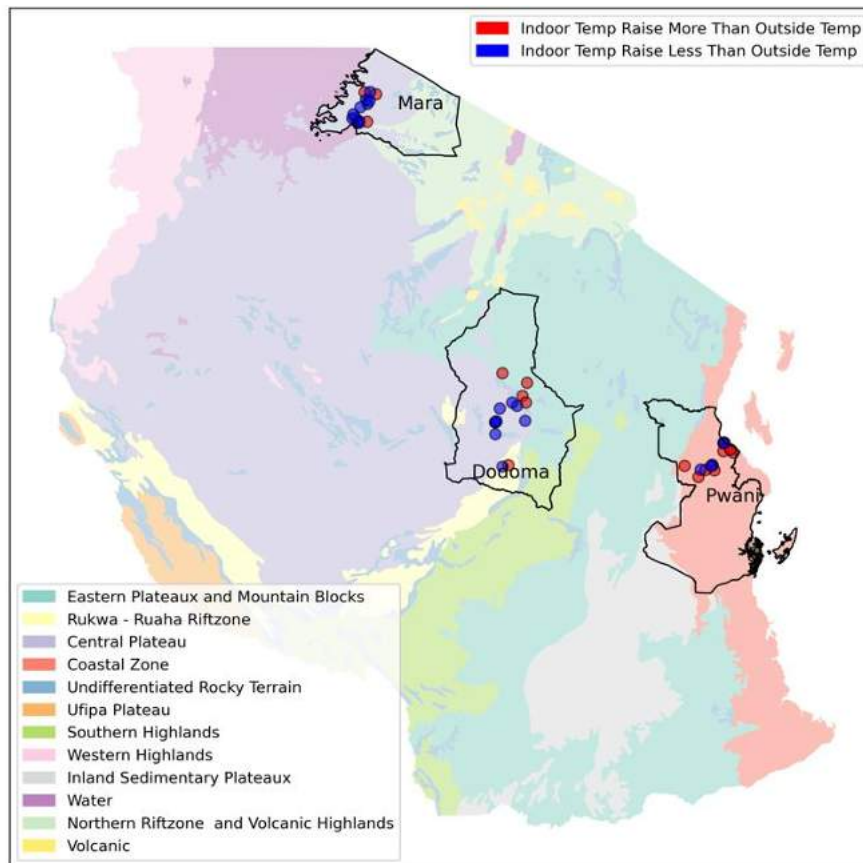 Indoor Temp Raise More Than Outside Temp
Indoor Temp Raise Less Than Outside Temp
Mara
Dodoma
Pwani
Eastern Plateaux and Mountain Blocks
Rukwa - Ruaha Riftzone
Central Plateau
Coastal Zone
Undifferentiated Rocky Terrain
Ufipa Plateau
Southern Highlands
Western Highlands
Inland Sedimentary Plateaux
Water
Northern Riftzone  and Volcanic Highlands
Volcanic